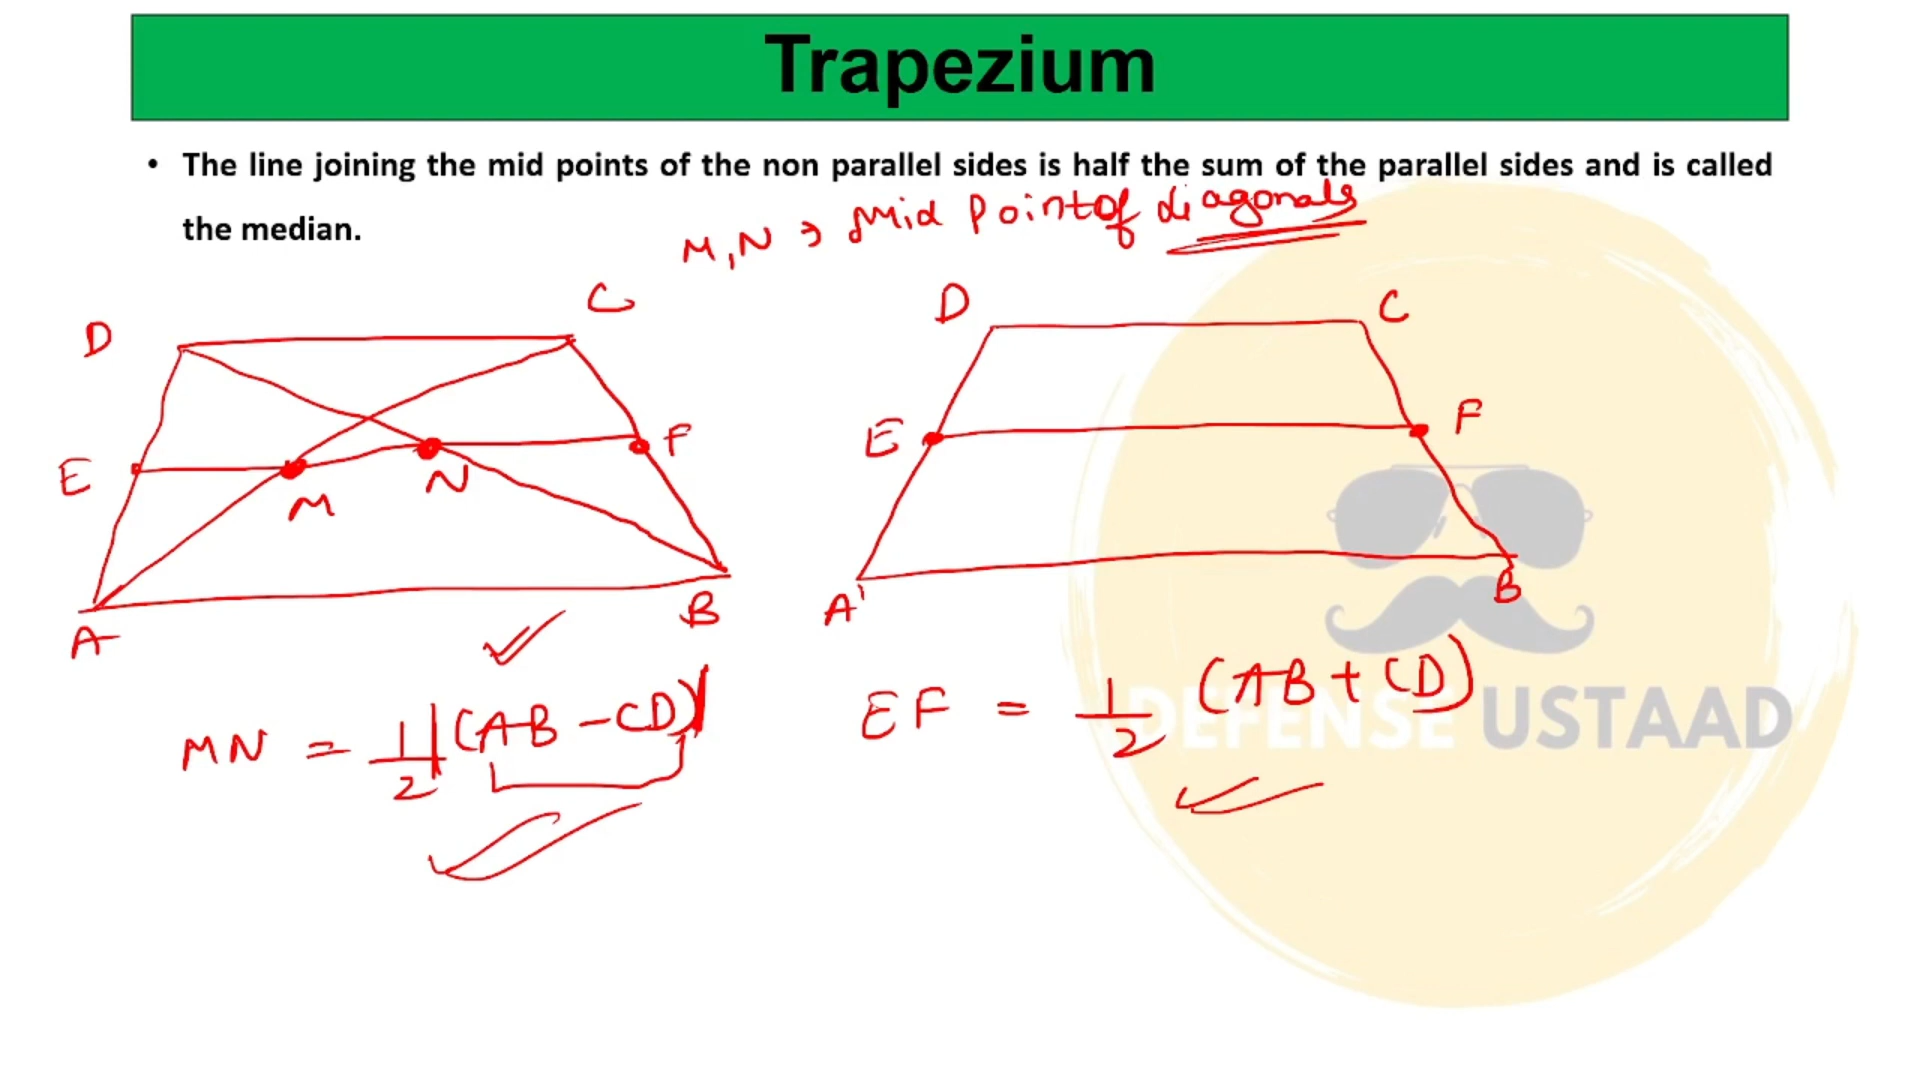 Trapezium
• The line joining the mid points of the non parallel sides is half the sum of the parallel sides and is called
the median.
M, N → Mid Point of diagonals
D C
E M N F
A B
D C
E F
A' B
MN = 1/2 |(AB - CD)|
EF = 1/2 (AB + CD)
DEFENSE USTAAD